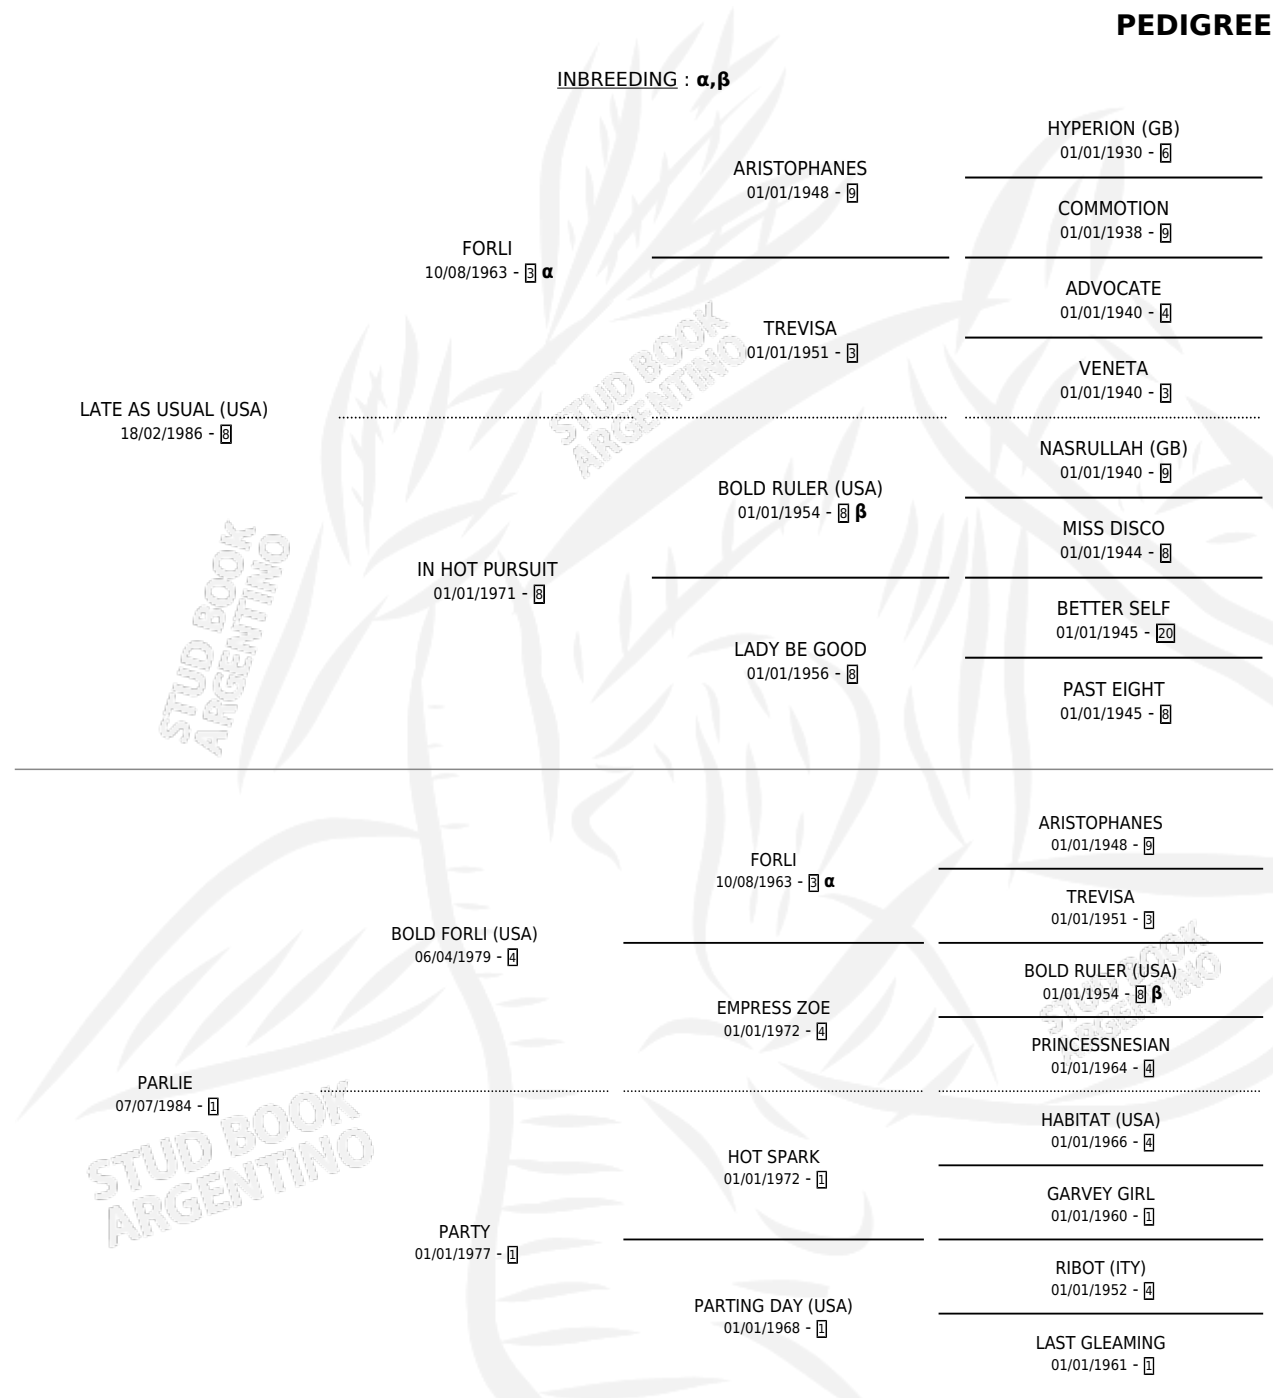 PEDIGREE
INBREEDING : α,β
HYPERION (GB)
01/01/1930 - 6
ARISTOPHANES
01/01/1948 - 9
COMMOTION
01/01/1938 - 9
FORLI
10/08/1963 - 3 α
ADVOCATE
01/01/1940 - 4
TREVISA
01/01/1951 - 3
VENETA
01/01/1940 - 3
LATE AS USUAL (USA)
18/02/1986 - 8
NASRULLAH (GB)
01/01/1940 - 9
BOLD RULER (USA)
01/01/1954 - 8 β
MISS DISCO
01/01/1944 - 8
IN HOT PURSUIT
01/01/1971 - 8
BETTER SELF
01/01/1945 - 20
LADY BE GOOD
01/01/1956 - 8
PAST EIGHT
01/01/1945 - 8
ARISTOPHANES
01/01/1948 - 9
FORLI
10/08/1963 - 3 α
TREVISA
01/01/1951 - 3
BOLD FORLI (USA)
06/04/1979 - 4
BOLD RULER (USA)
01/01/1954 - 8 β
EMPRESS ZOE
01/01/1972 - 4
PRINCESSNESIAN
01/01/1964 - 4
PARLIE
07/07/1984 - 1
HABITAT (USA)
01/01/1966 - 4
HOT SPARK
01/01/1972 - 1
GARVEY GIRL
01/01/1960 - 1
PARTY
01/01/1977 - 1
RIBOT (ITY)
01/01/1952 - 4
PARTING DAY (USA)
01/01/1968 - 1
LAST GLEAMING
01/01/1961 - 1
STUD BOOK
ARGENTINO
STUD BOOK
ARGENTINO
STUD BOOK
ARGENTINO
STUD BOOK
ARGENTINO